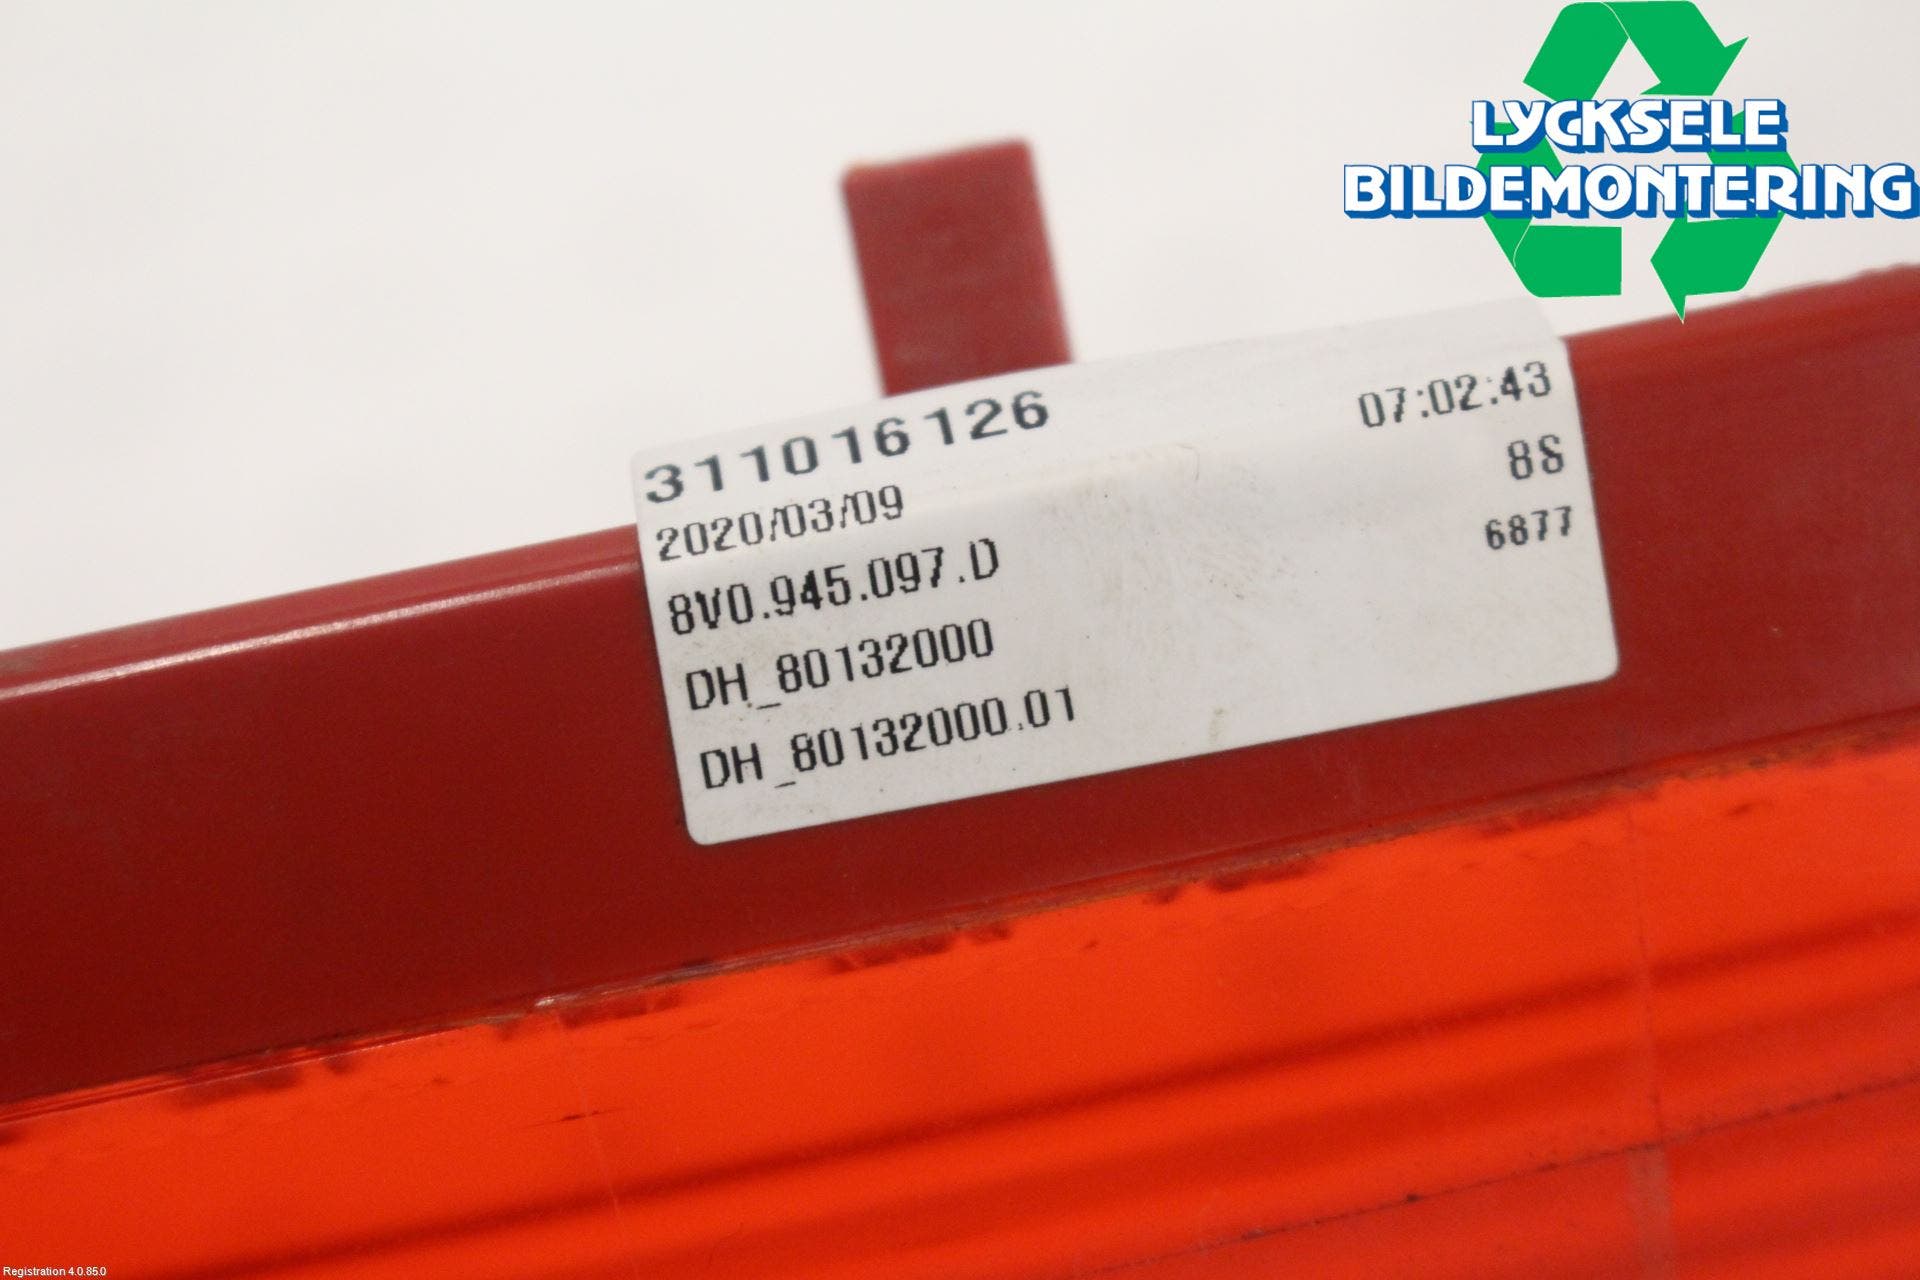 LYCKSELE
BILDEMONTERING
311016126 07:02:43
2020/03/09 8S
8V0.945.097.D 6877
DH_80132000
DH_80132000.01
Registration 4.0.85.0